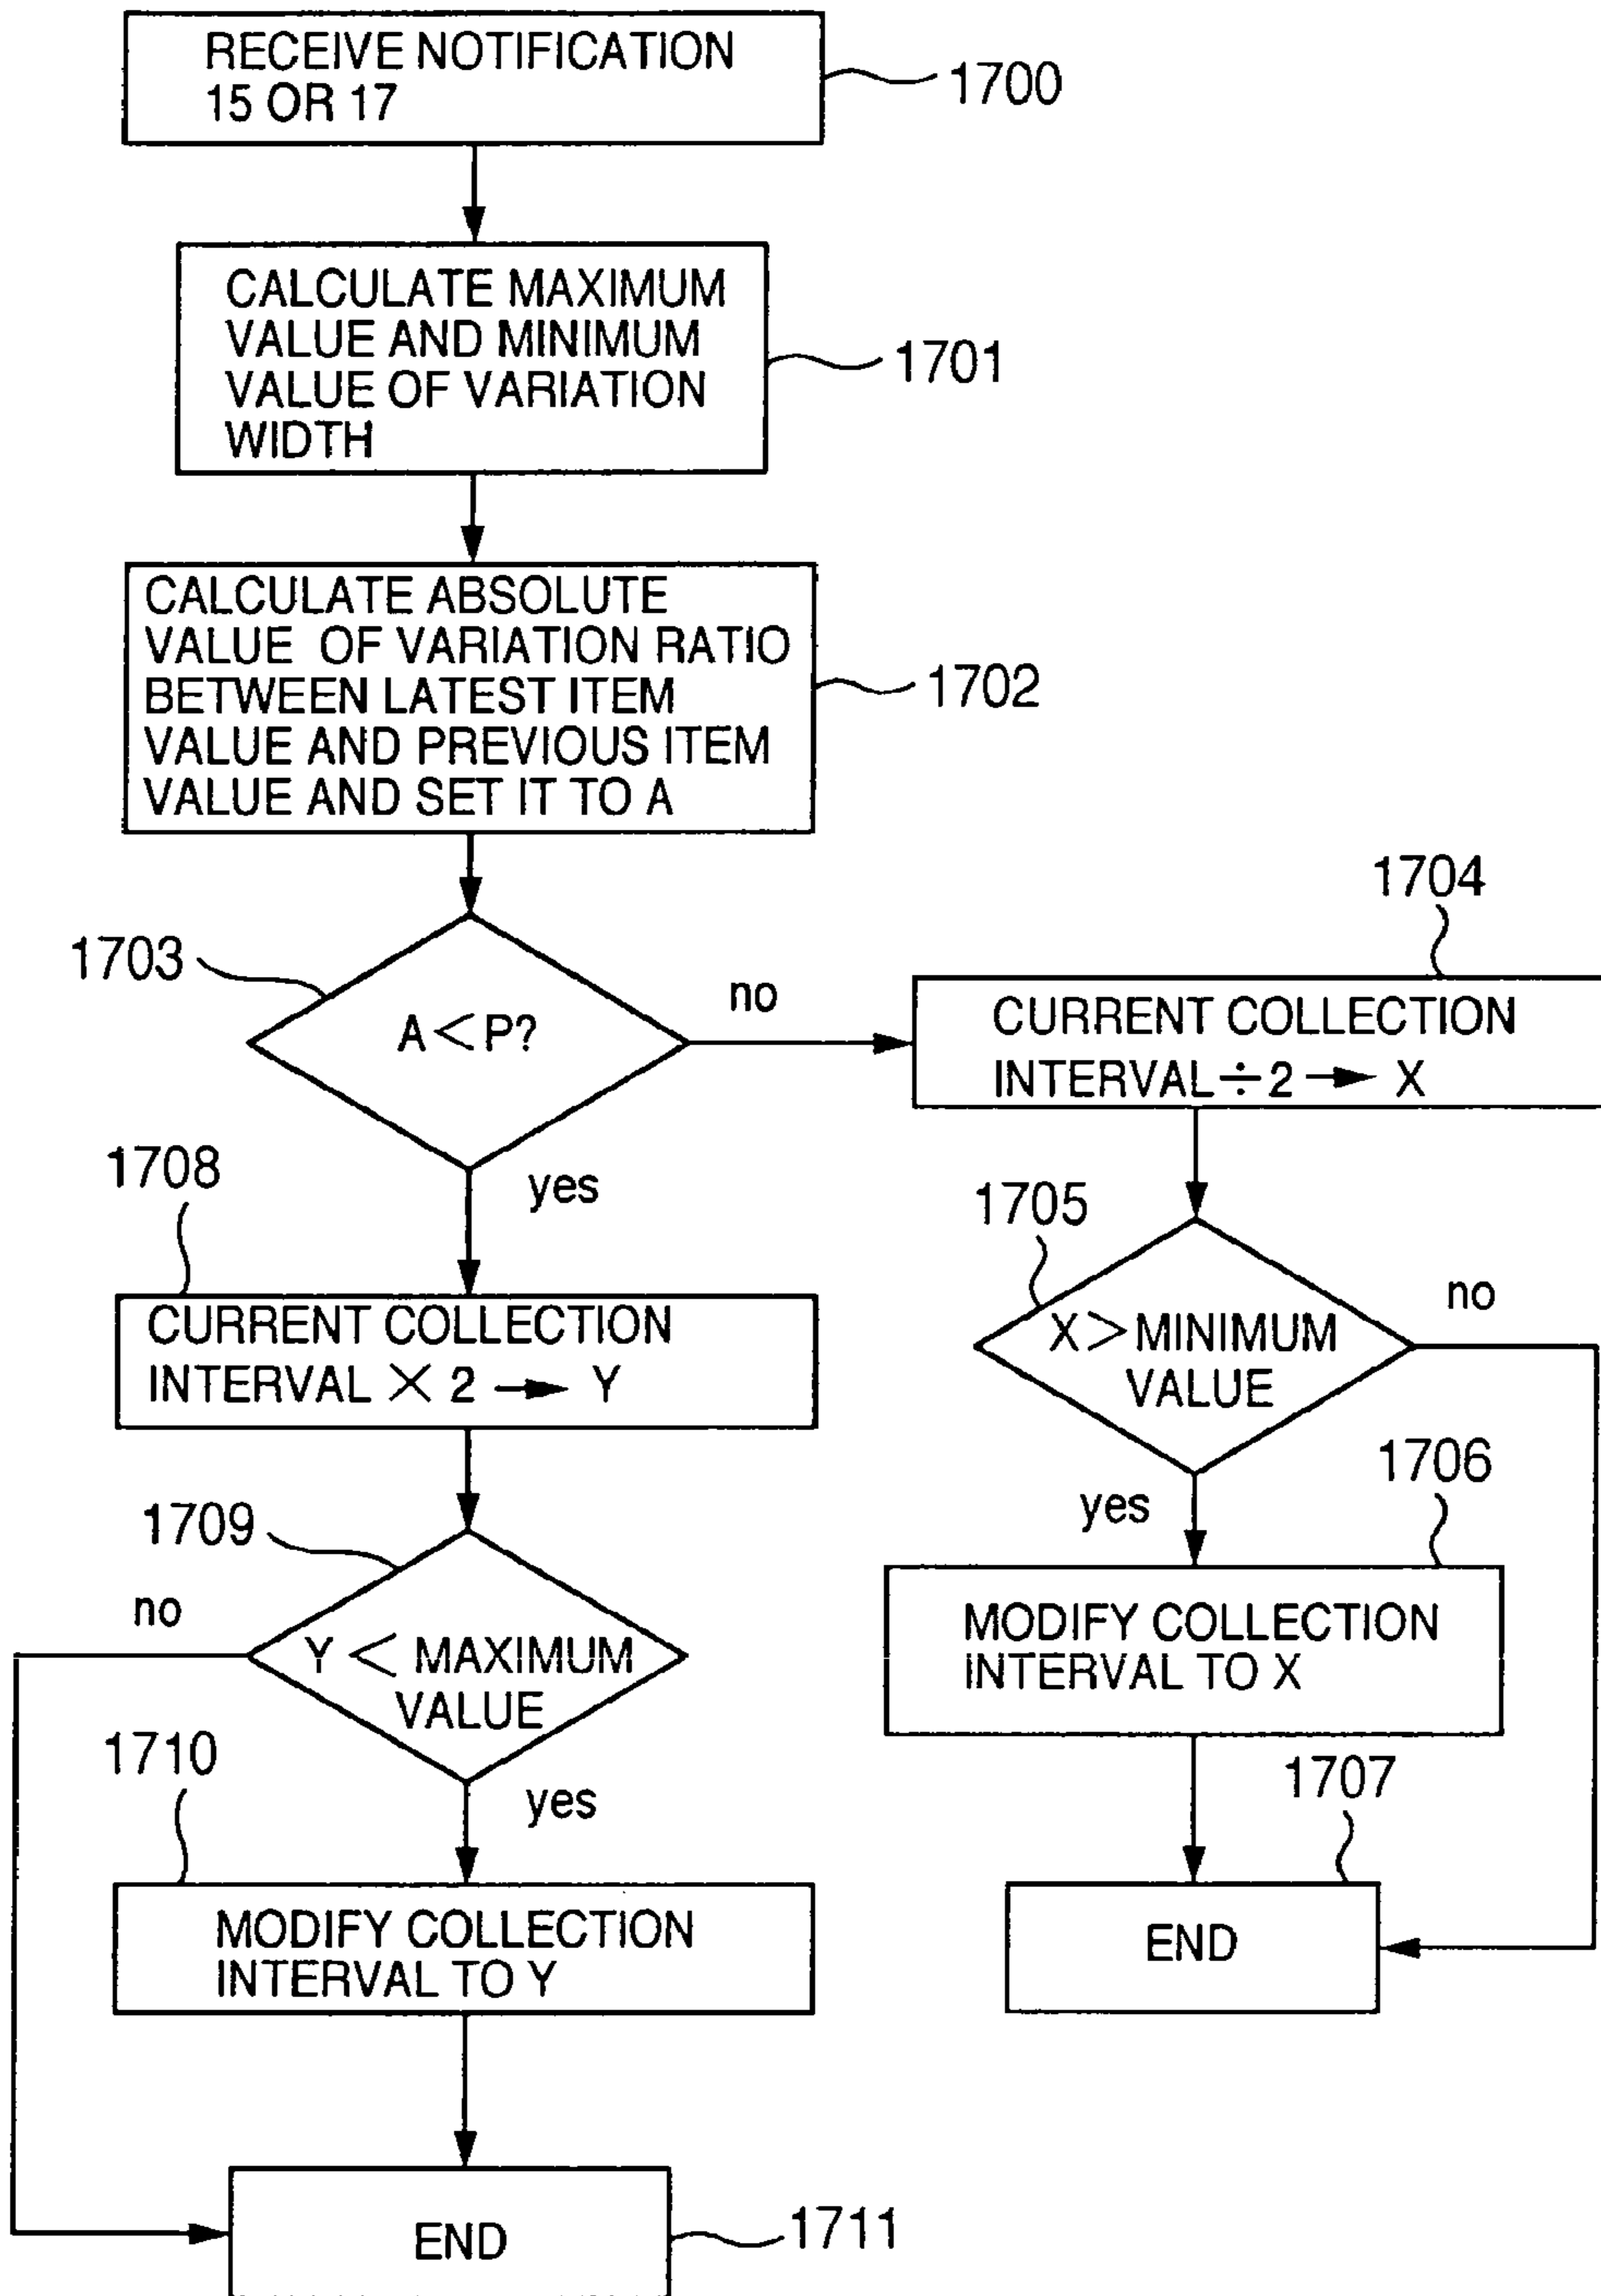 RECEIVE NOTIFICATION
15 OR 17
1700
CALCULATE MAXIMUM
VALUE AND MINIMUM
VALUE OF VARIATION
WIDTH
1701
CALCULATE ABSOLUTE
VALUE OF VARIATION RATIO
BETWEEN LATEST ITEM
VALUE AND PREVIOUS ITEM
VALUE AND SET IT TO A
1702
1703
A<P?
no
yes
1704
CURRENT COLLECTION
INTERVAL ÷ 2 → X
1705
X > MINIMUM
VALUE
no
yes
1706
MODIFY COLLECTION
INTERVAL TO X
1707
END
1708
CURRENT COLLECTION
INTERVAL × 2 → Y
1709
Y < MAXIMUM
VALUE
no
yes
1710
MODIFY COLLECTION
INTERVAL TO Y
END
1711